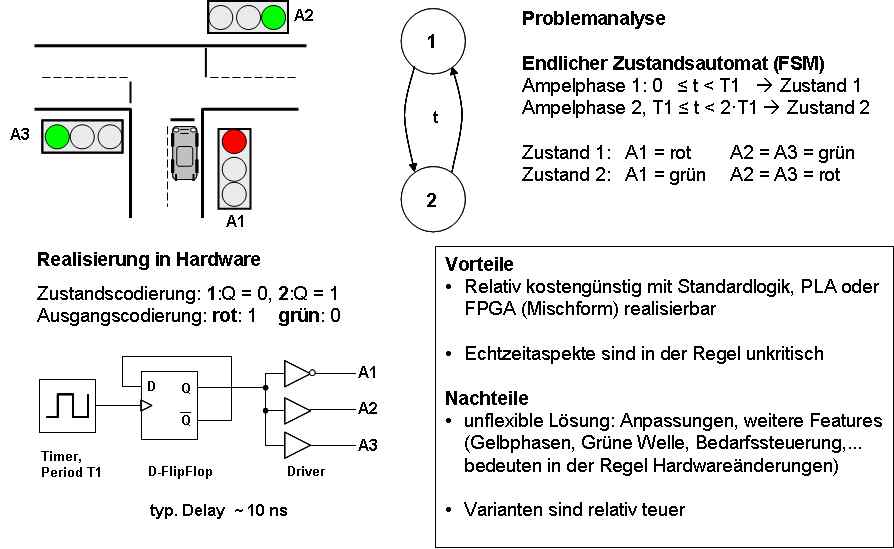 A2
A3
A1
1
t
2
Problemanalyse
Endlicher Zustandsautomat (FSM)
Ampelphase 1: 0 ≤ t < T1 → Zustand 1
Ampelphase 2, T1 ≤ t < 2·T1 → Zustand 2
Zustand 1: A1 = rot A2 = A3 = grün
Zustand 2: A1 = grün A2 = A3 = rot
Realisierung in Hardware
Zustandscodierung: 1:Q = 0, 2:Q = 1
Ausgangscodierung: rot: 1 grün: 0
D Q
Q̅
A1
A2
A3
Timer,
Period T1
D-FlipFlop
Driver
typ. Delay ~ 10 ns
Vorteile
• Relativ kostengünstig mit Standardlogik, PLA oder
FPGA (Mischform) realisierbar
• Echtzeitaspekte sind in der Regel unkritisch
Nachteile
• unflexible Lösung: Anpassungen, weitere Features
(Gelbphasen, Grüne Welle, Bedarfssteuerung,...
bedeuten in der Regel Hardwareänderungen)
• Varianten sind relativ teuer